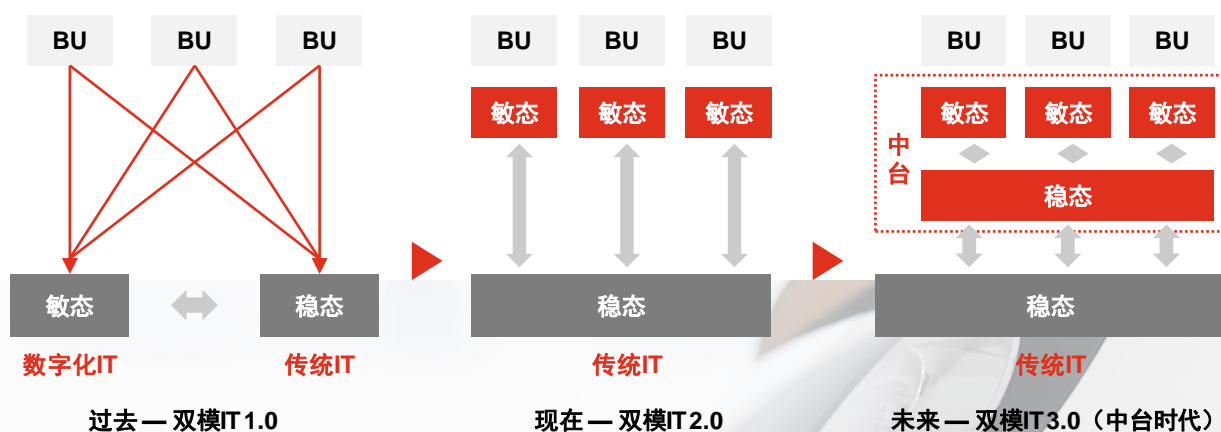 BU BU BU
敏态 稳态
数字化IT 传统IT
过去 — 双模IT 1.0
BU BU BU
敏态 敏态 敏态
稳态
传统IT
现在 — 双模IT 2.0
BU BU BU
敏态 敏态 敏态
中台
稳态
稳态
传统IT
未来 — 双模IT 3.0（中台时代）